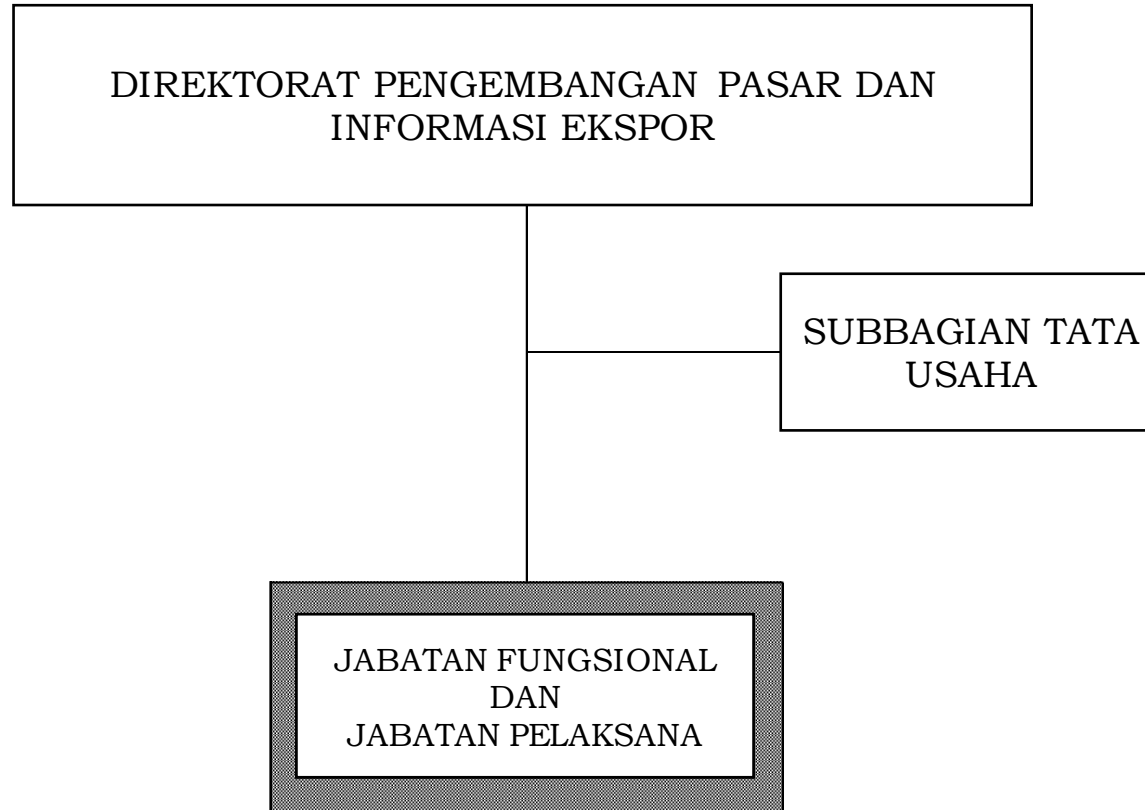 DIREKTORAT PENGEMBANGAN PASAR DAN
INFORMASI EKSPOR
SUBBAGIAN TATA
USAHA
JABATAN FUNGSIONAL
DAN
JABATAN PELAKSANA